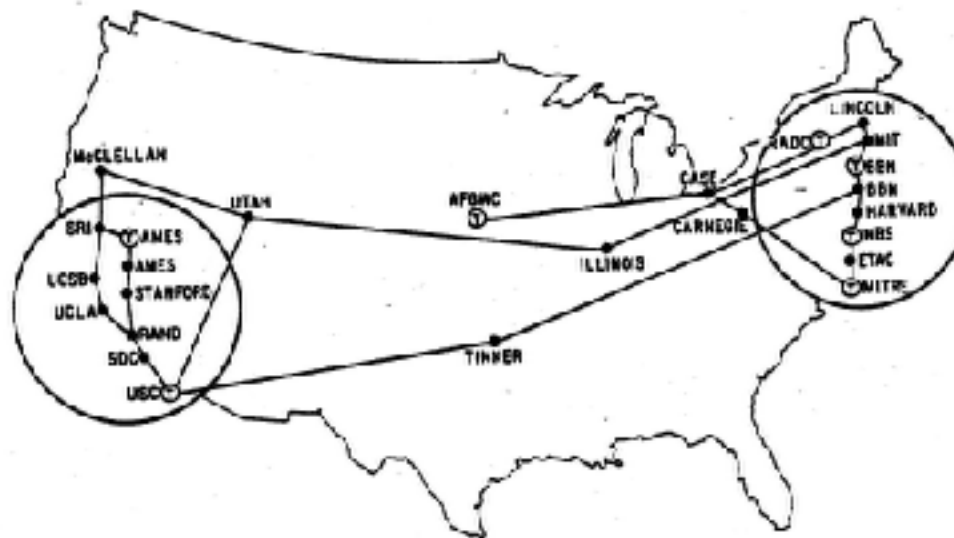 LINCOLN
RADC
MIT
McCLELLAN
BBN
CASE
UTAH
AFGWC
BBN
HARVARD
SRI
AMES
CARNEGIE
NBS
ILLINOIS
AMES
ETAC
UCSB
STANFORD
MITRE
UCLA
RAND
SDC
TINKER
USC